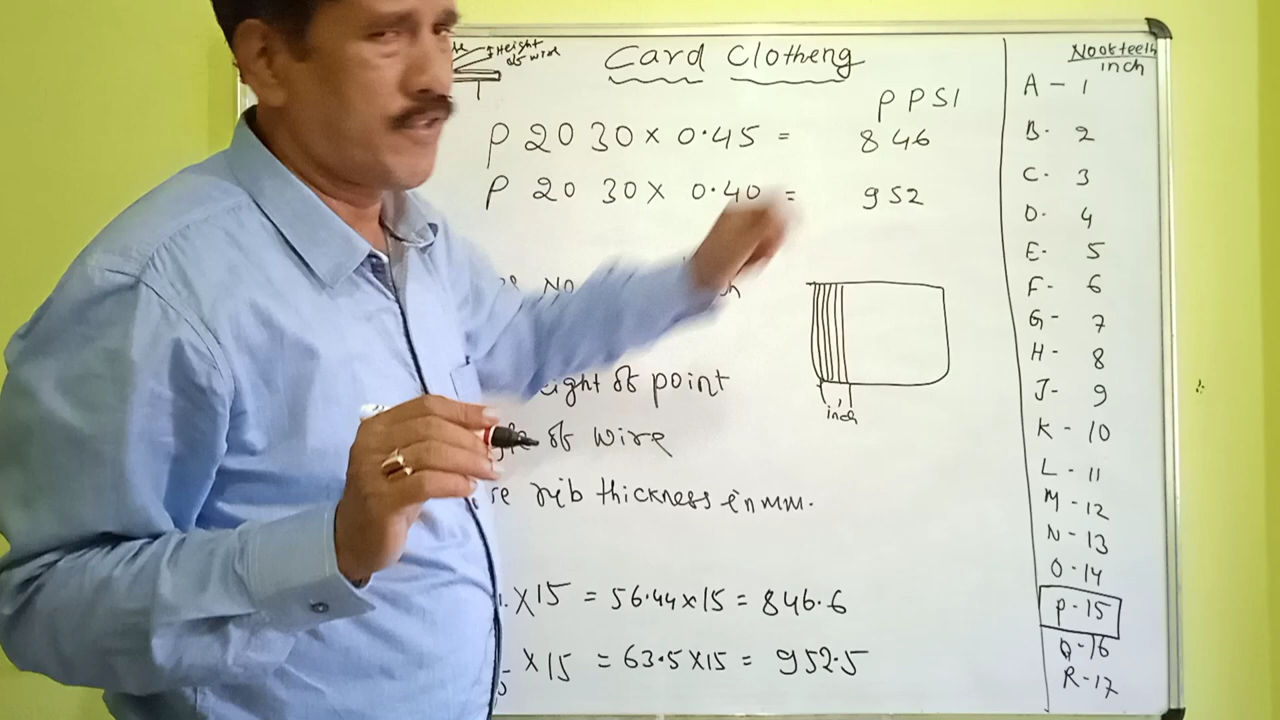 Height
of wire
Card Clotheng
PPSI
P 20 30 × 0.45 = 846
P 20 30 × 0.40 = 952
No
of point
of wire
rib thickness in mm.
inch
× 15 = 56.44 × 15 = 846.6
× 15 = 63.5 × 15 = 952.5
No of teeth
inch
A - 1
B - 2
C - 3
D - 4
E - 5
F - 6
G - 7
H - 8
J - 9
K - 10
L - 11
M - 12
N - 13
O - 14
P - 15
Q - 16
R - 17